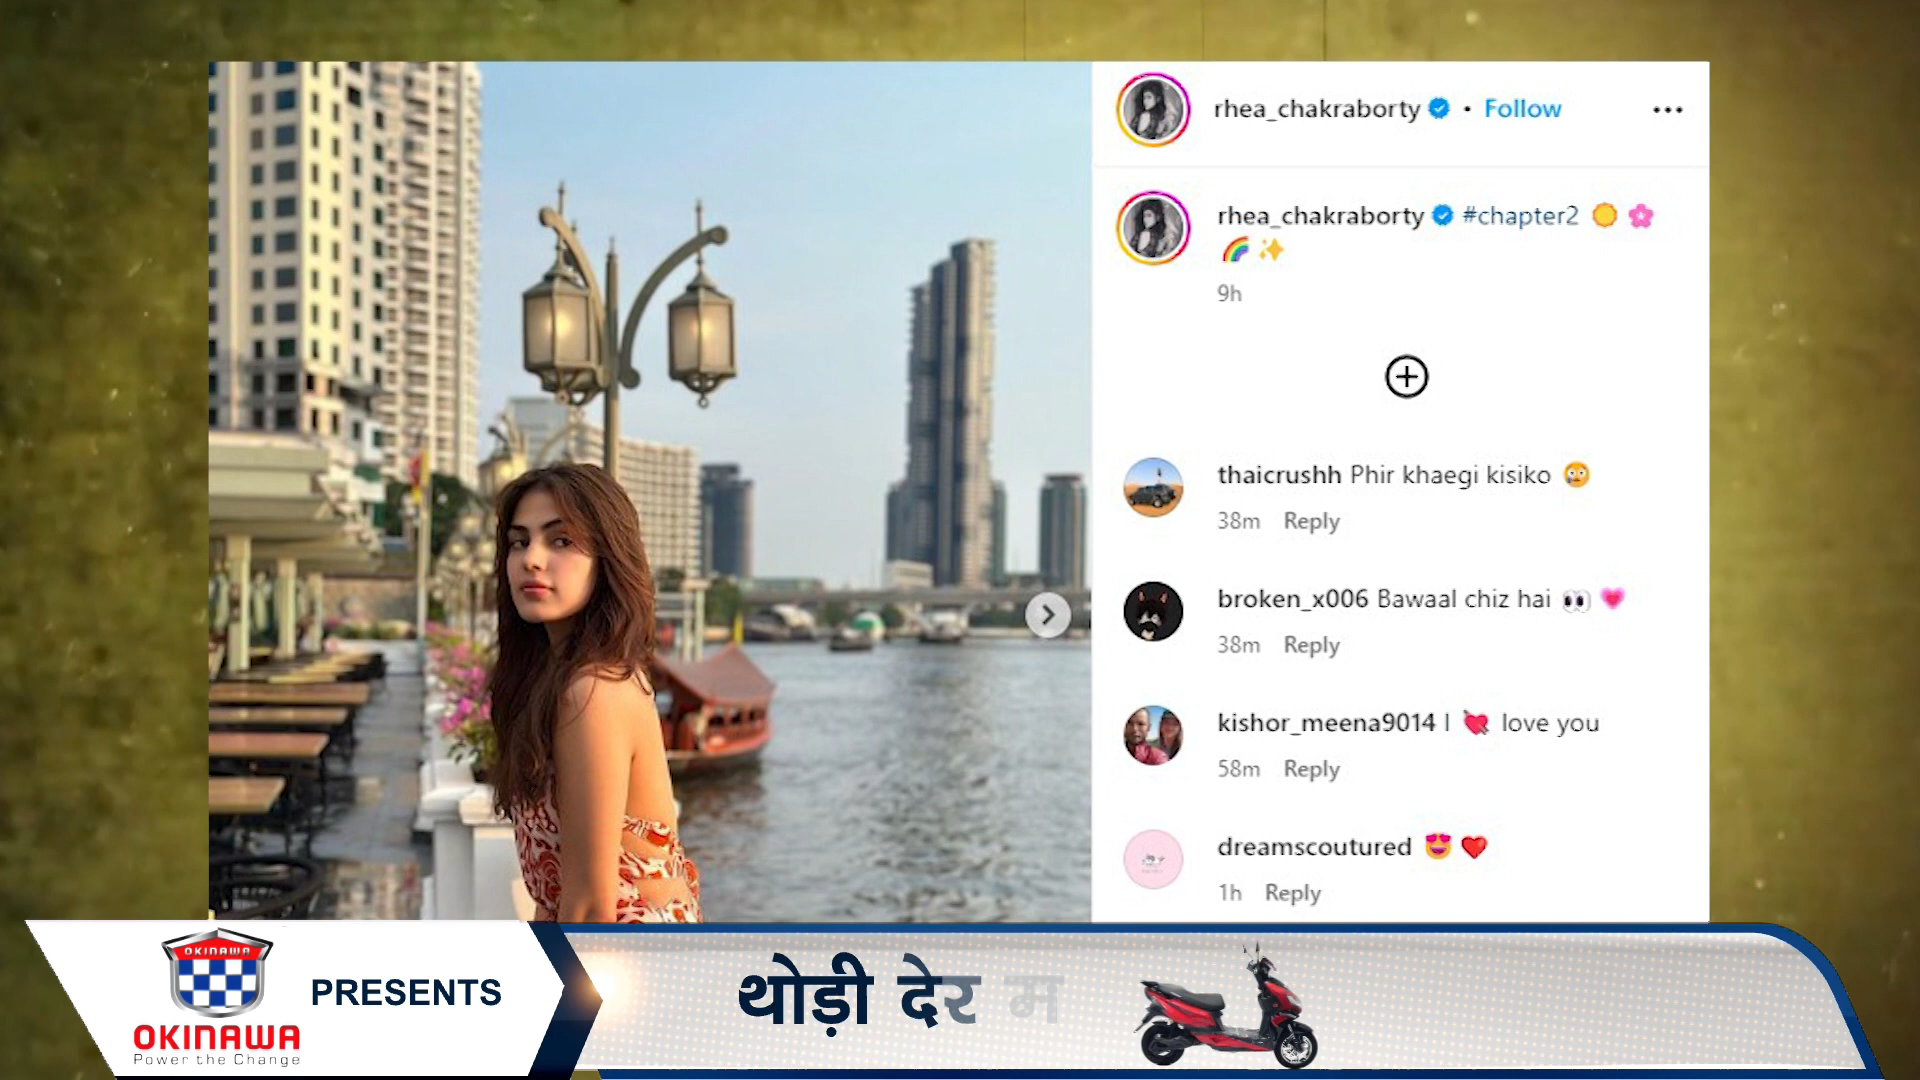 rhea_chakraborty • Follow
rhea_chakraborty #chapter2
9h
thaicrushh Phir khaegi kisiko
38m Reply
broken_x006 Bawaal chiz hai
38m Reply
kishor_meena9014 I 💘 love you
58m Reply
dreamscoutured 😍 ❤️
1h Reply
OKINAWA
PRESENTS
OKINAWA
Power the Change
थोड़ी देर म